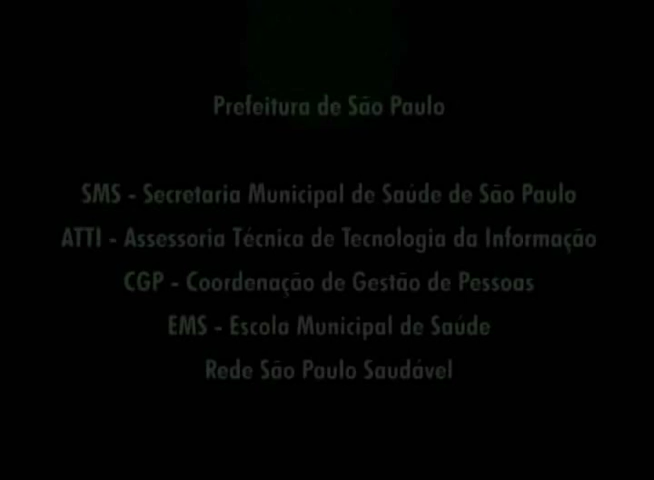 Prefeitura de São Paulo
SMS - Secretaria Municipal de Saúde de São Paulo
ATTI - Assessoria Técnica de Tecnologia da Informação
CGP - Coordenação de Gestão de Pessoas
EMS - Escola Municipal de Saúde
Rede São Paulo Saudável